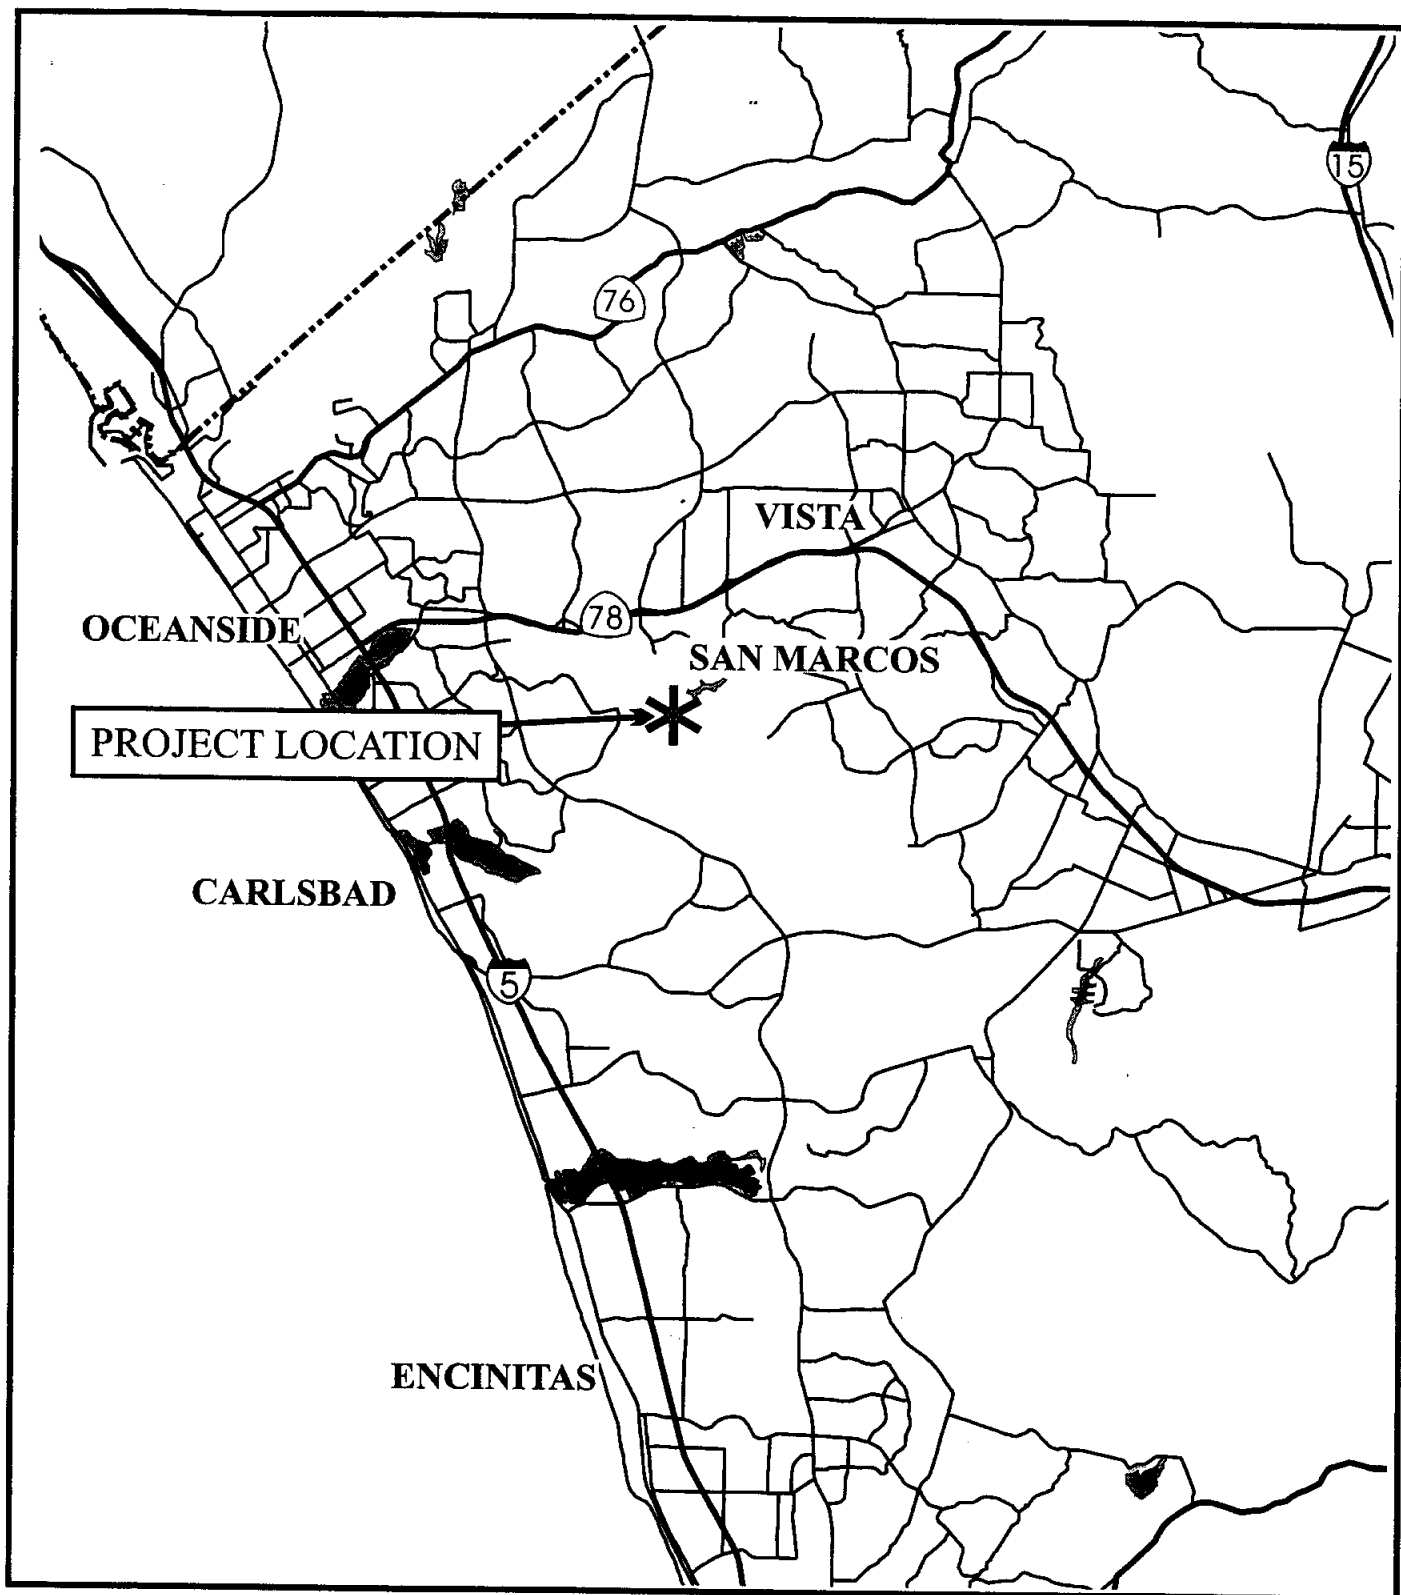 15
76
VISTA
78
OCEANSIDE
SAN MARCOS
PROJECT LOCATION
CARLSBAD
5
ENCINITAS